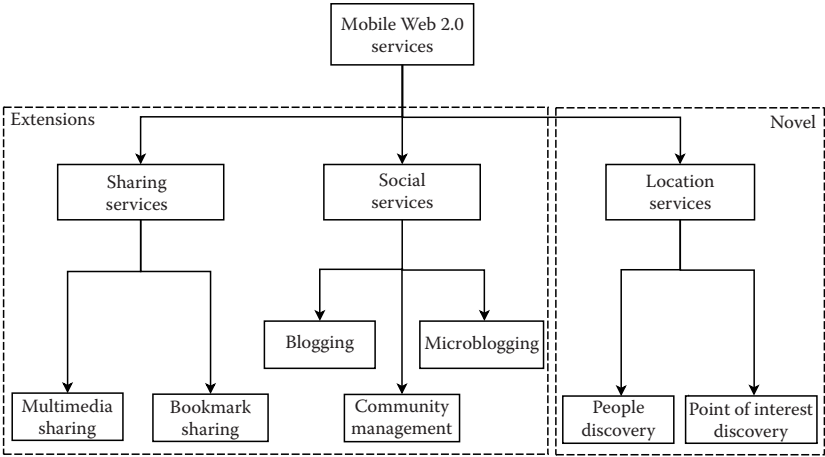 Mobile Web 2.0
services
Extensions
Novel
Sharing
services
Social
services
Location
services
Blogging
Microblogging
Multimedia
sharing
Bookmark
sharing
Community
management
People
discovery
Point of interest
discovery